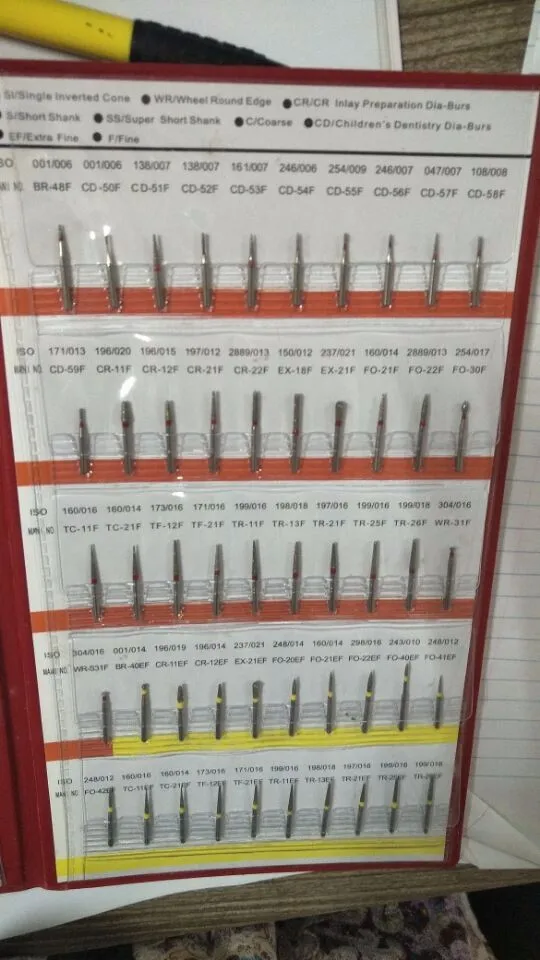 SI/Single Inverted Cone ● WR/Wheel Round Edge ● CR/CR Inlay Preparation Dia-Burs
S/Short Shank ● SS/Super Short Shank ● C/Coarse ● CD/Children's Dentistry Dia-Burs
EF/Extra Fine ● F/Fine
ISO 001/006 001/006 138/007 138/007 161/007 246/006 254/009 246/007 047/007 108/008
MANI NO. BR-48F CD-50F CD-51F CD-52F CD-53F CD-54F CD-55F CD-56F CD-57F CD-58F
ISO 171/013 196/020 196/015 197/012 2889/013 150/012 237/021 160/014 2889/013 254/017
MANI NO. CD-59F CR-11F CR-12F CR-21F CR-22F EX-18F EX-21F FO-21F FO-22F FO-30F
ISO 160/016 160/014 173/016 171/016 199/016 198/018 197/016 199/016 199/018 304/016
MANI NO. TC-11F TC-21F TF-12F TF-21F TR-11F TR-13F TR-21F TR-25F TR-26F WR-31F
ISO 304/016 001/014 196/019 196/014 237/021 248/014 160/014 298/016 243/010 248/012
MANI NO. WR-S31F BR-40EF CR-11EF CR-12EF EX-21EF FO-20EF FO-21EF FO-22EF FO-40EF FO-41EF
ISO 248/012 160/016 160/014 173/016 171/016 199/016 198/018 197/016 199/016 199/018
MANI NO. FO-42EF TC-11EF TC-21EF TF-12EF TF-21EF TR-11EF TR-13EF TR-21EF